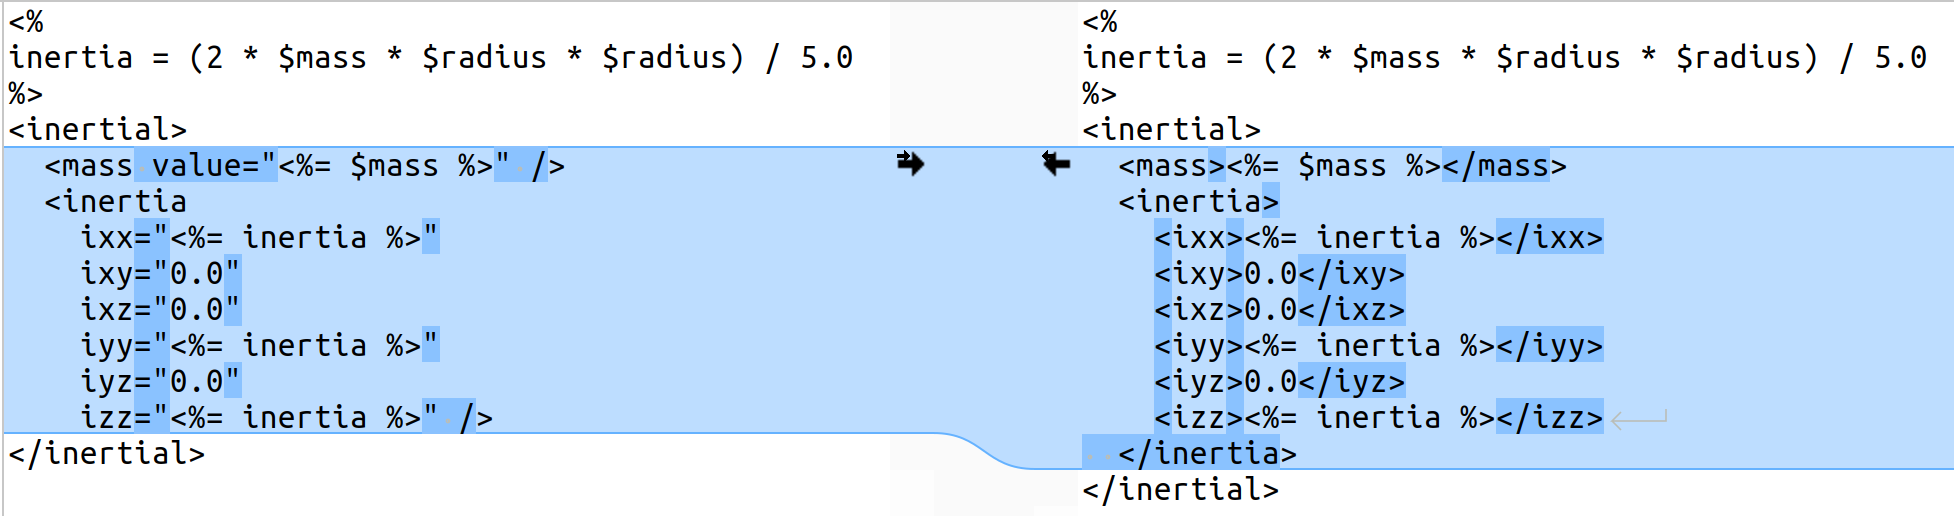 <%
inertia = (2 * $mass * $radius * $radius) / 5.0
%>
<inertial>
  <mass value="<%= $mass %>" />
  <inertia
    ixx="<%= inertia %>"
    ixy="0.0"
    ixz="0.0"
    iyy="<%= inertia %>"
    iyz="0.0"
    izz="<%= inertia %>" />
</inertial>
<%
inertia = (2 * $mass * $radius * $radius) / 5.0
%>
<inertial>
  <mass><%= $mass %></mass>
  <inertia>
    <ixx><%= inertia %></ixx>
    <ixy>0.0</ixy>
    <ixz>0.0</ixz>
    <iyy><%= inertia %></iyy>
    <iyz>0.0</iyz>
    <izz><%= inertia %></izz>
  </inertia>
</inertial>